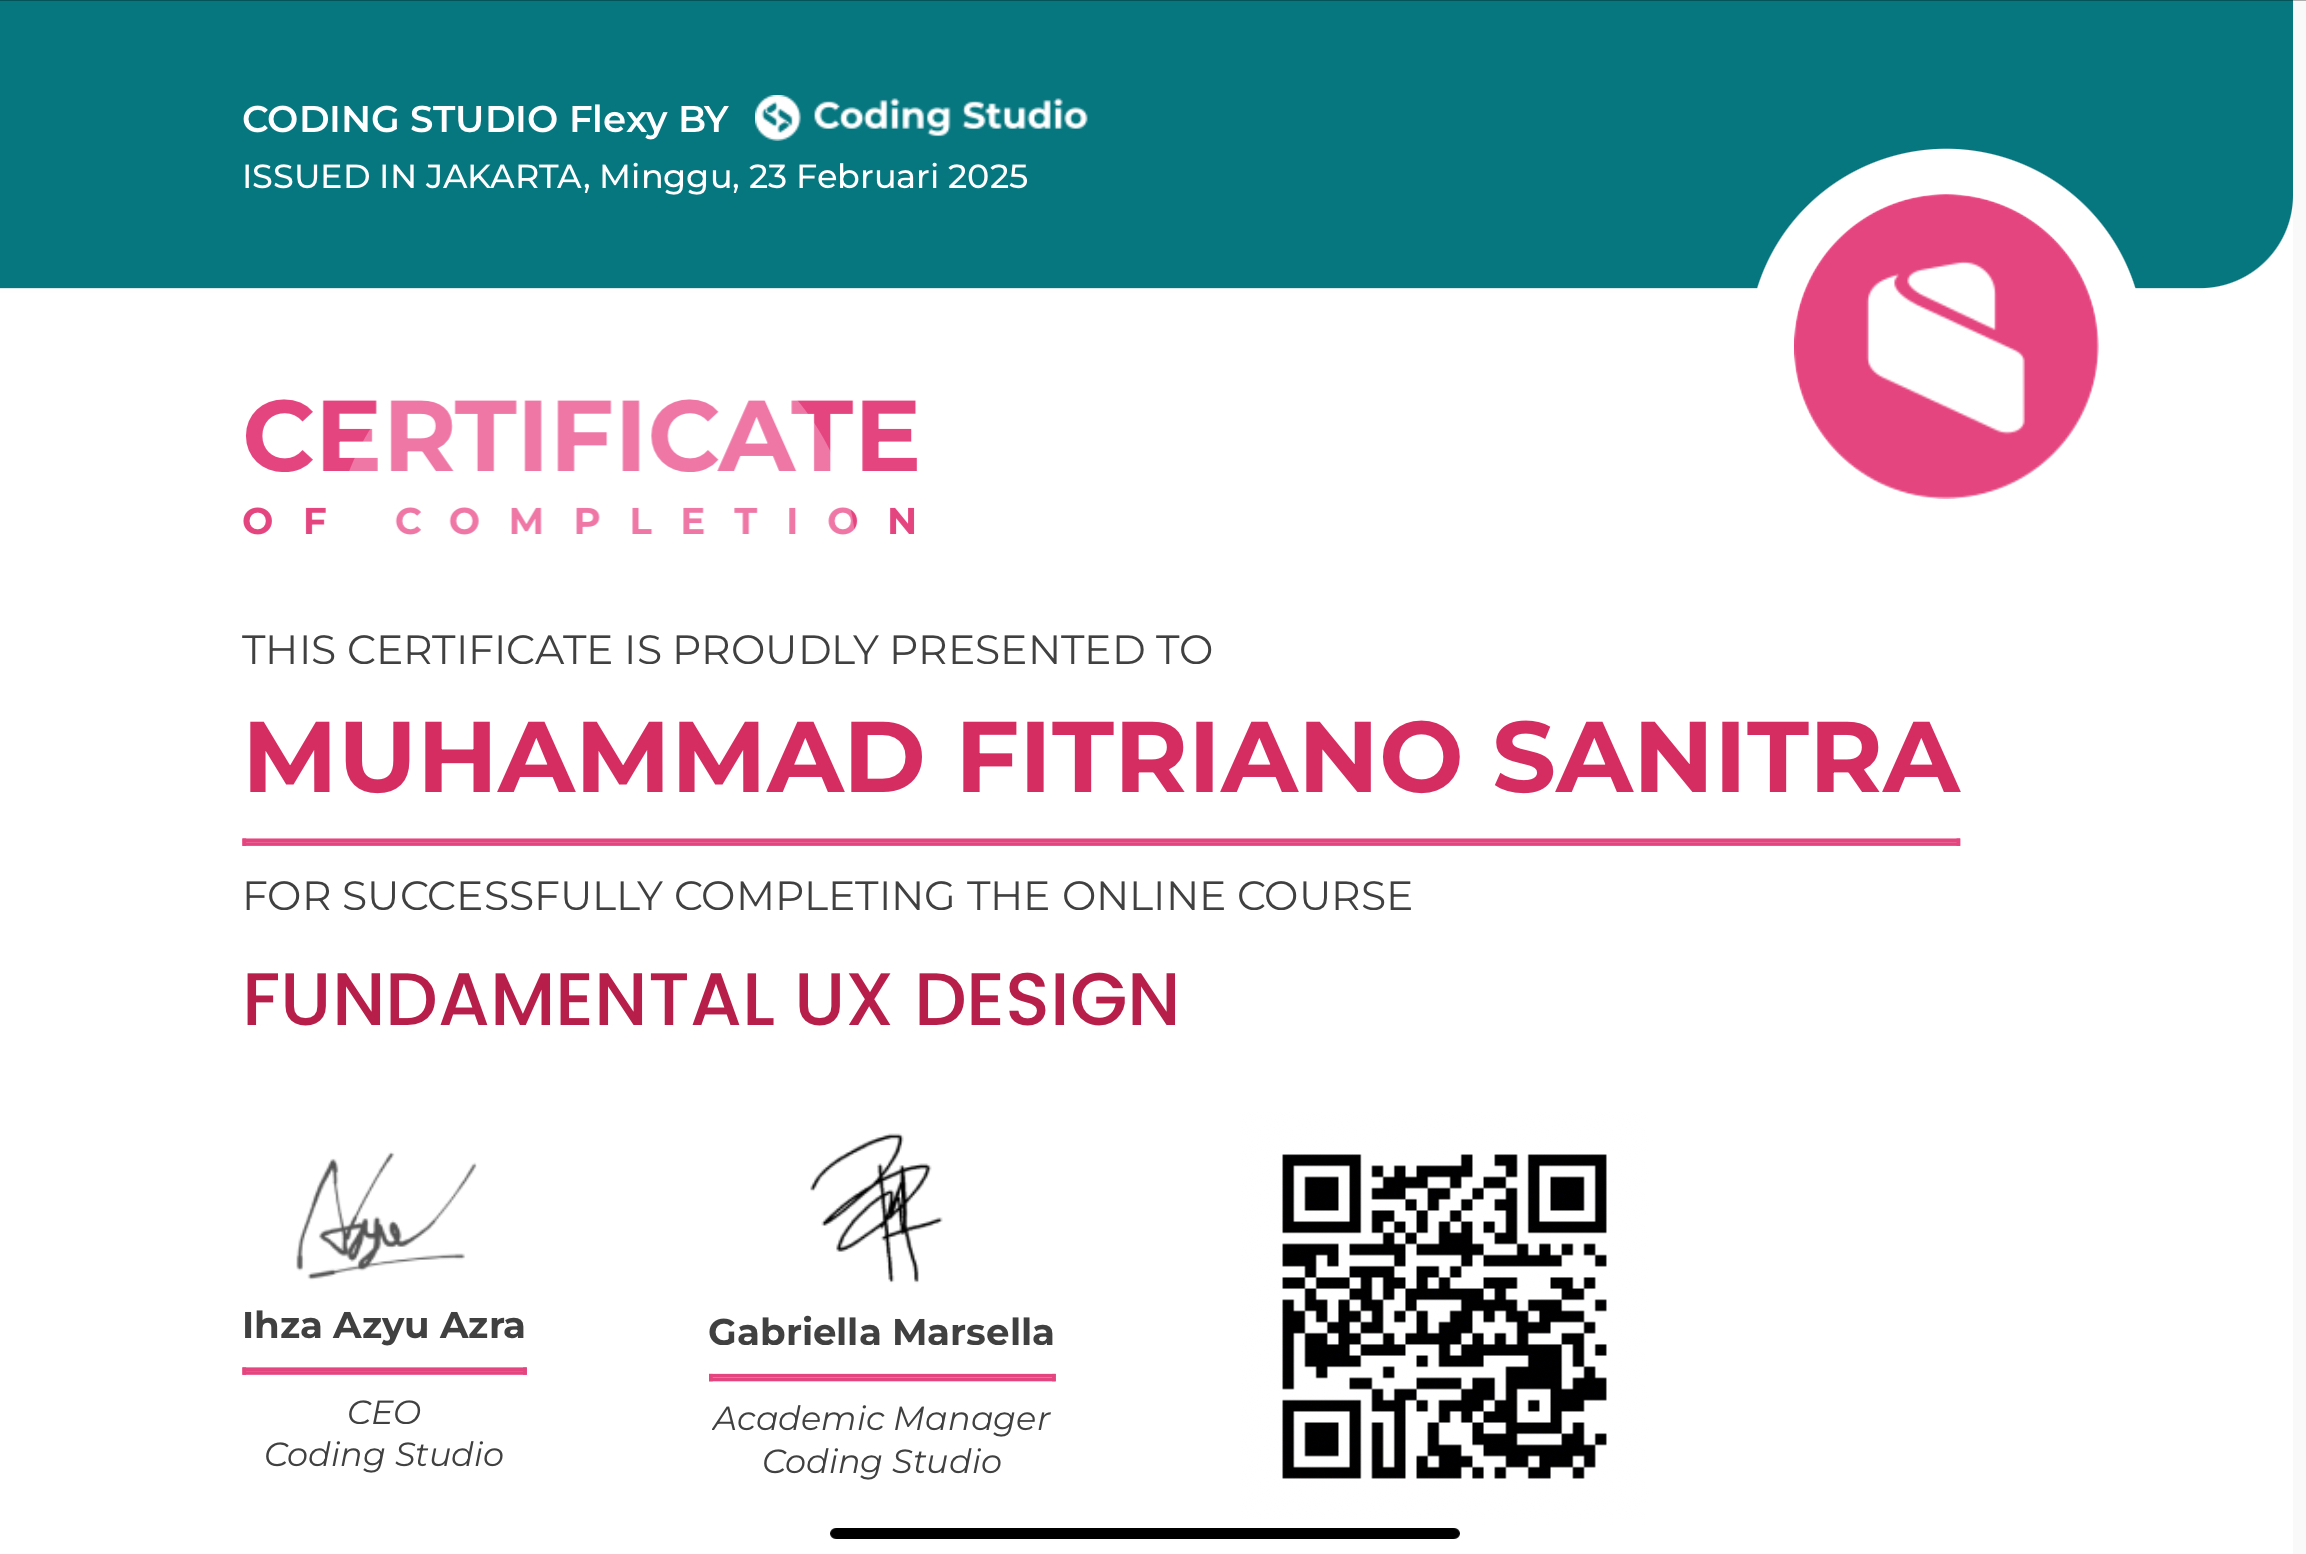 CODING STUDIO Flexy BY Coding Studio
ISSUED IN JAKARTA, Minggu, 23 Februari 2025
CERTIFICATE
OF COMPLETION
THIS CERTIFICATE IS PROUDLY PRESENTED TO
MUHAMMAD FITRIANO SANITRA
FOR SUCCESSFULLY COMPLETING THE ONLINE COURSE
FUNDAMENTAL UX DESIGN
Ihza Azyu Azra
CEO
Coding Studio
Gabriella Marsella
Academic Manager
Coding Studio